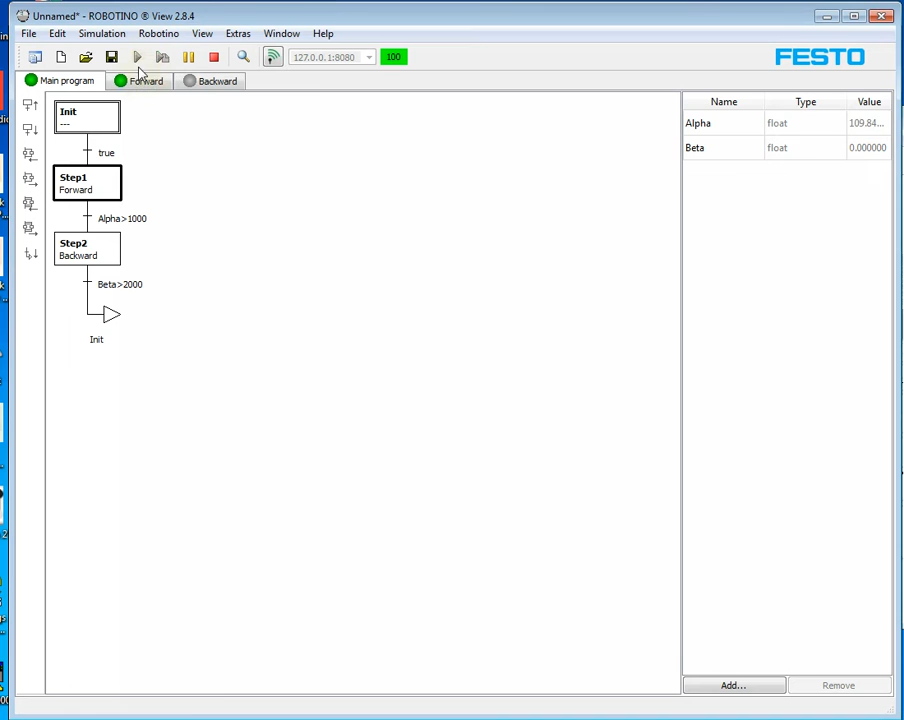 Unnamed* - ROBOTINO ® View 2.8.4
File Edit Simulation Robotino View Extras Window Help
127.0.0.1:8080 100 FESTO
Main program Forward Backward
Name Type Value
Init
---
Alpha float 109.84...
Beta float 0.000000
true
Step1
Forward
Alpha>1000
Step2
Backward
Beta>2000
Init
Add... Remove